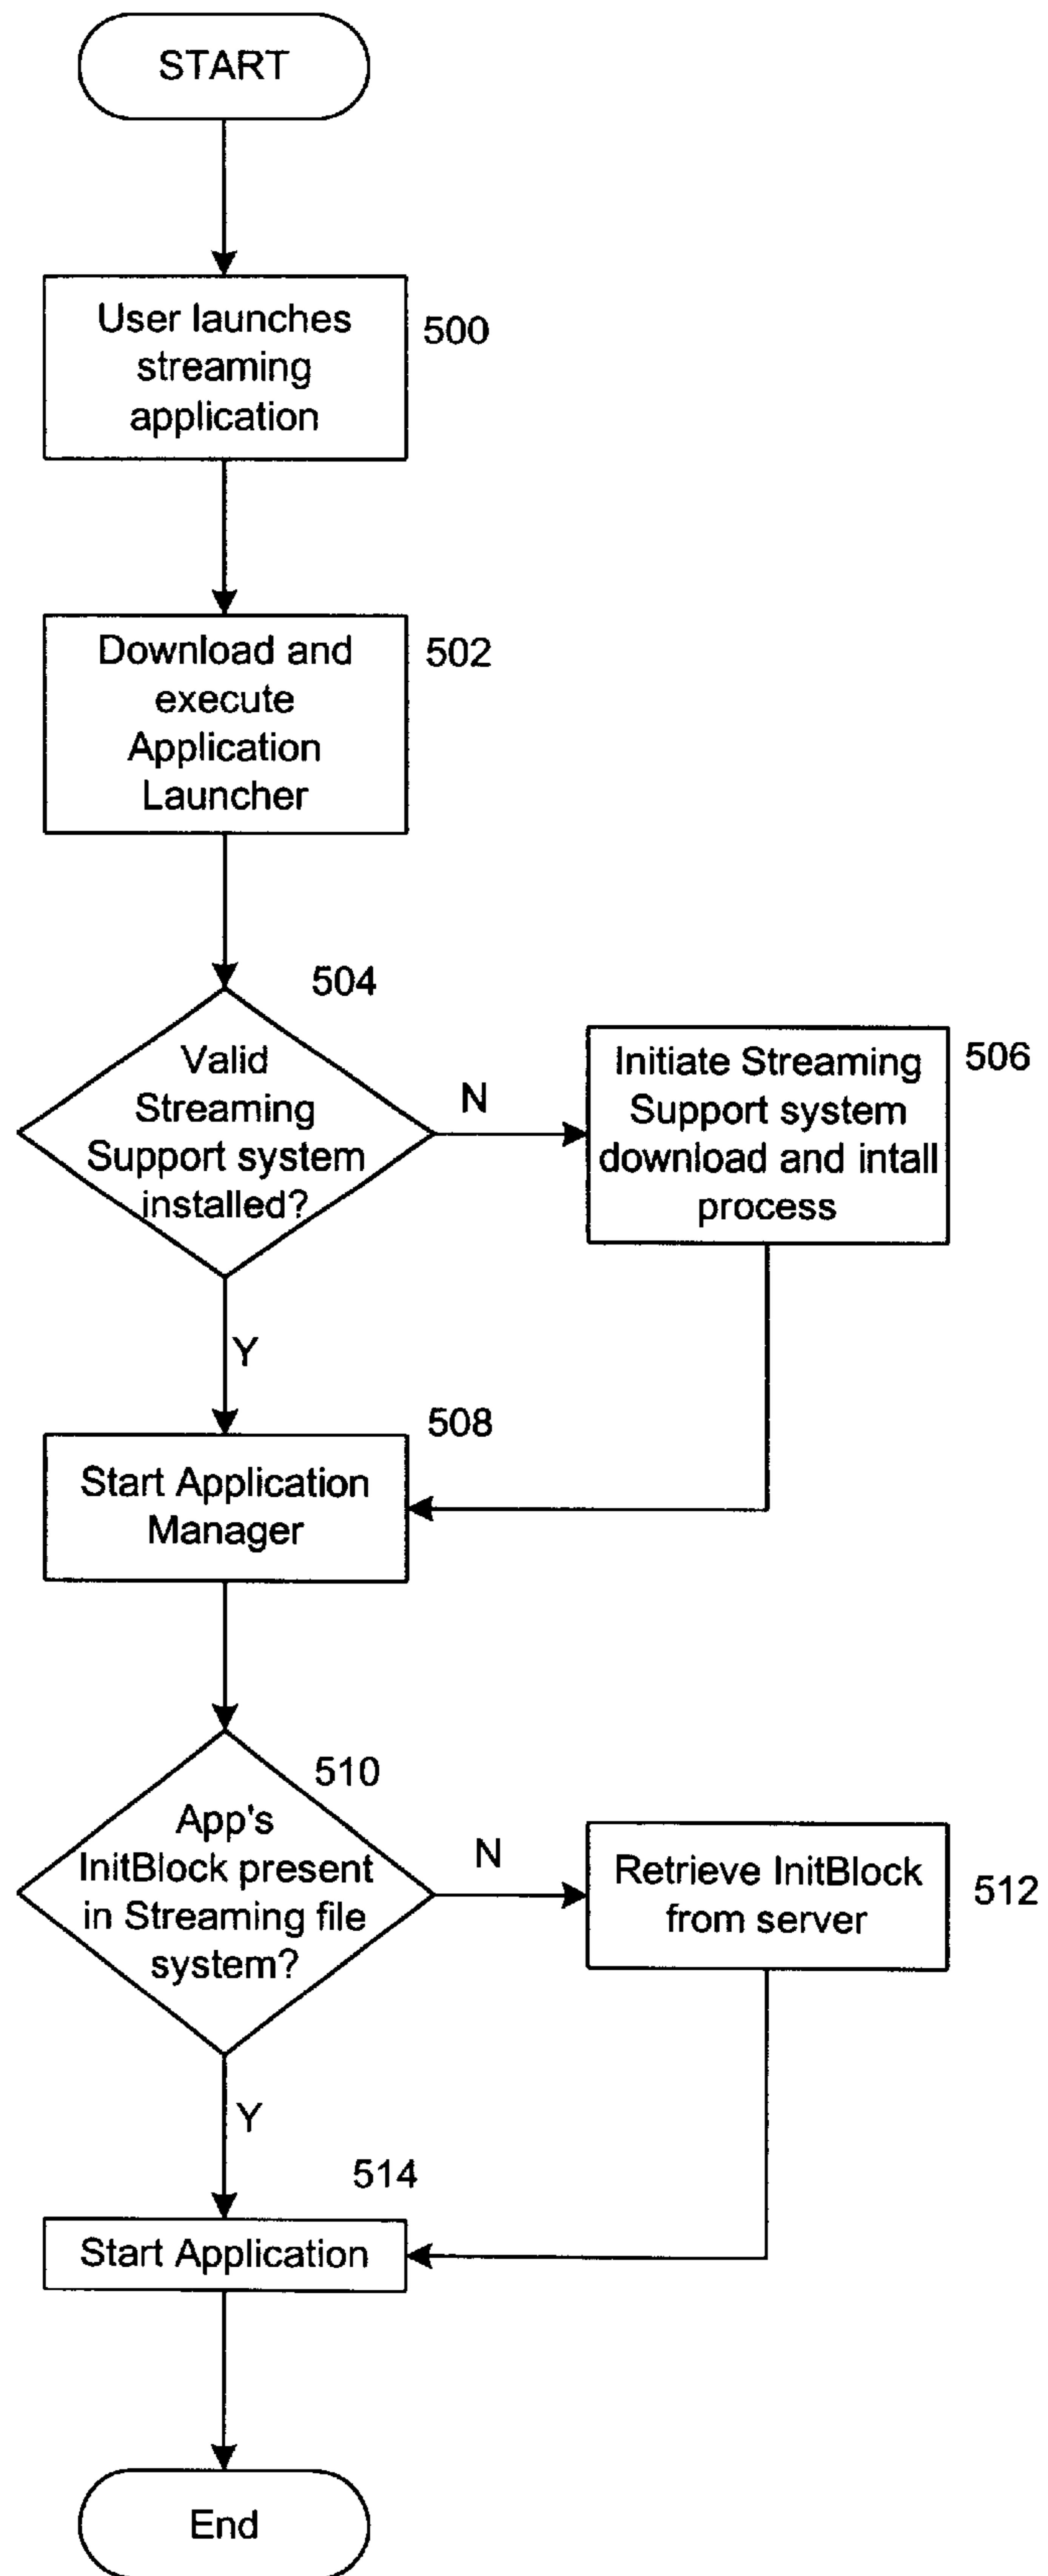 START
User launches
streaming
application
500
Download and
execute
Application
Launcher
502
504
Valid
Streaming
Support system
installed?
N
Initiate Streaming
Support system
download and intall
process
506
Y
508
Start Application
Manager
510
App's
InitBlock present
in Streaming file
system?
N
Retrieve InitBlock
from server
512
Y
514
Start Application
End